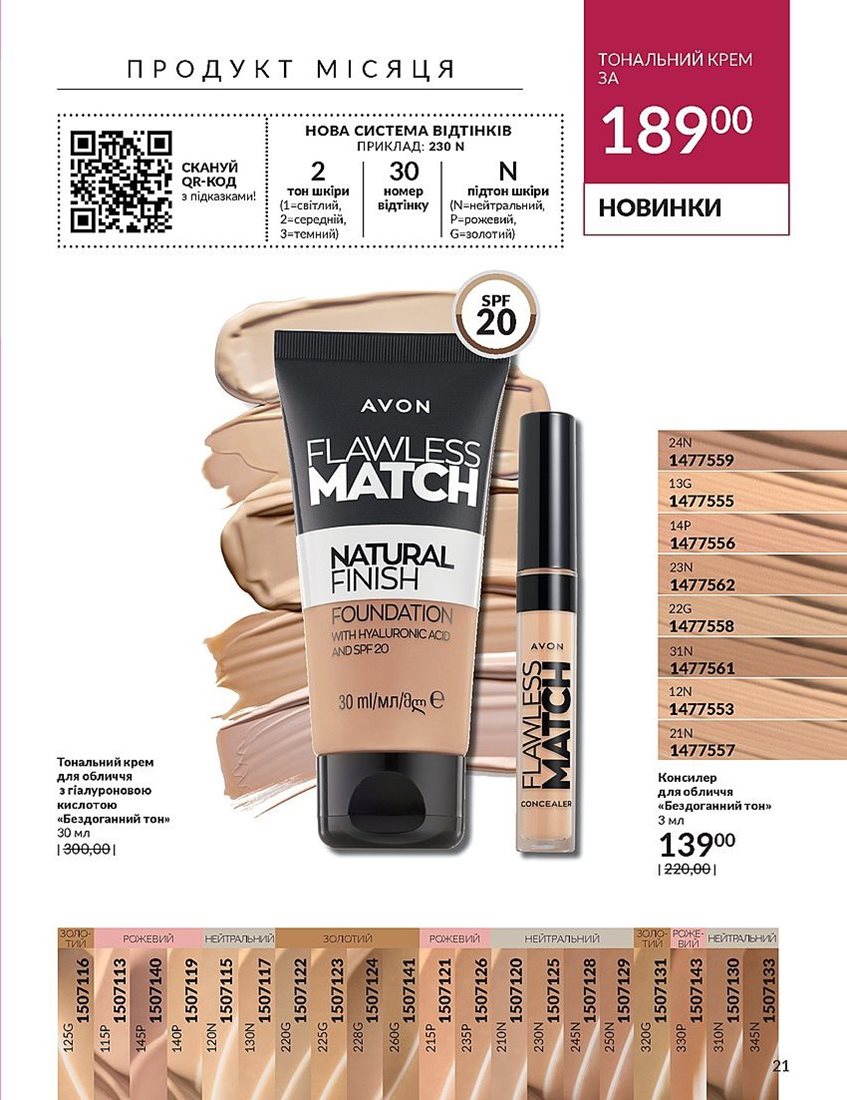 ПРОДУКТ МІСЯЦЯ
ТОНАЛЬНИЙ КРЕМ
ЗА
189⁰⁰
НОВИНКИ
СКАНУЙ
QR-КОД
з підказками!
НОВА СИСТЕМА ВІДТІНКІВ
ПРИКЛАД: 230 N
2
тон шкіри
(1=світлий,
2=середній,
3=темний)
30
номер
відтінку
N
підтон шкіри
(N=нейтральний,
P=рожевий,
G=золотий)
SPF
20
AVON
FLAWLESS
MATCH
NATURAL
FINISH
FOUNDATION
WITH HYALURONIC ACID
AND SPF 20
30 ml/мл/მლ ℮
AVON
FLAWLESS
MATCH
CONCEALER
24N
1477559
13G
1477555
14P
1477556
23N
1477562
22G
1477558
31N
1477561
12N
1477553
21N
1477557
Тональний крем
для обличчя
з гіалуроновою
кислотою
«Бездоганний тон»
30 мл
| 300,00 |
Консилер
для обличчя
«Бездоганний тон»
3 мл
139⁰⁰
| 220,00 |
ЗОЛО-
ТИЙ
РОЖЕВИЙ
НЕЙТРАЛЬНИЙ
ЗОЛОТИЙ
РОЖЕВИЙ
НЕЙТРАЛЬНИЙ
ЗОЛО-
ТИЙ
РОЖЕ-
ВИЙ
НЕЙТРАЛЬНИЙ
125G 1507116
115P 1507113
145P 1507140
140P 1507119
120N 1507115
130N 1507117
220G 1507122
225G 1507123
228G 1507124
260G 1507141
215P 1507121
235P 1507126
210N 1507120
230N 1507125
245N 1507128
250N 1507129
320G 1507131
330P 1507143
310N 1507130
345N 1507133
21